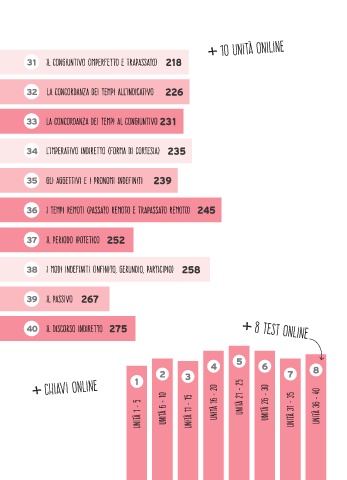 + 10 UNITÀ ONILINE
31 IL CONGIUNTIVO (IMPERFETTO E TRAPASSATO) 218
32 LA CONCORDANZA DEI TEMPI ALL'INDICATIVO 226
33 LA CONCORDANZA DEI TEMPI AL CONGIUNTIVO 231
34 L'IMPERATIVO INDIRETTO (FORMA DI CORTESIA) 235
35 GLI AGGETTIVI E I PRONOMI INDEFINITI 239
36 I TEMPI REMOTI (PASSATO REMOTO E TRAPASSATO REMOTO) 245
37 IL PERIODO IPOTETICO 252
38 I MODI INDEFINITI (INFINITO, GERUNDIO, PARTICIPIO) 258
39 IL PASSIVO 267
40 IL DISCORSO INDIRETTO 275
+ 8 TEST ONLINE
+ CHIAVI ONLINE
1 UNITÀ 1 - 5
2 UNITÀ 6 - 10
3 UNITÀ 11 - 15
4 UNITÀ 16 - 20
5 UNITÀ 21 - 25
6 UNITÀ 26 - 30
7 UNITÀ 31 - 35
8 UNITÀ 36 - 40